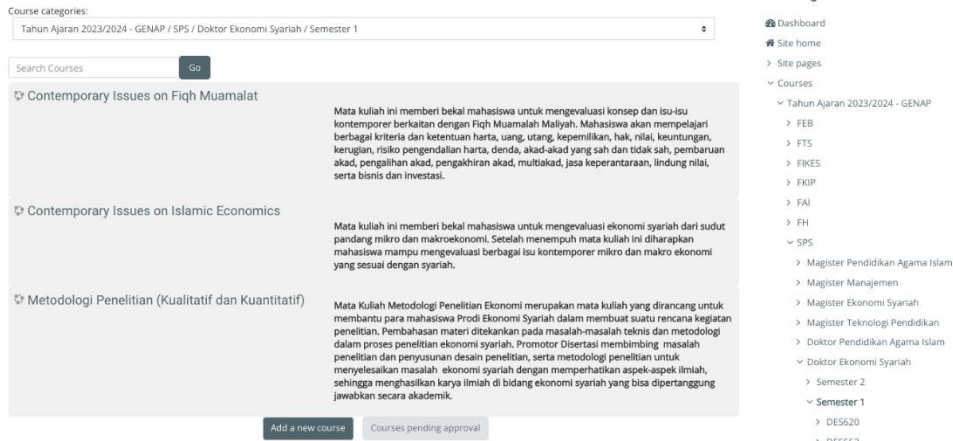 Course categories:
Tahun Ajaran 2023/2024 - GENAP / SPS / Doktor Ekonomi Syariah / Semester 1
Search Courses
Go
Contemporary Issues on Fiqh Muamalat
Mata kuliah ini memberi bekal mahasiswa untuk mengevaluasi konsep dan isu-isu
kontemporer berkaitan dengan Fiqh Muamalah Maliyah. Mahasiswa akan mempelajari
berbagai kriteria dan ketentuan harta, uang, utang, kepemilikan, hak, nilai, keuntungan,
kerugian, risiko pengendalian harta, denda, akad-akad yang sah dan tidak sah, pembaruan
akad, pengalihan akad, pengakhiran akad, multiakad, jasa keperantaraan, lindung nilai,
serta bisnis dan investasi.
Contemporary Issues on Islamic Economics
Mata kuliah ini memberi bekal mahasiswa untuk mengevaluasi ekonomi syariah dari sudut
pandang mikro dan makroekonomi. Setelah menempuh mata kuliah ini diharapkan
mahasiswa mampu mengevaluasi berbagai isu kontemporer mikro dan makro ekonomi
yang sesuai dengan syariah.
Metodologi Penelitian (Kualitatif dan Kuantitatif)
Mata Kuliah Metodologi Penelitian Ekonomi merupakan mata kuliah yang dirancang untuk
membantu para mahasiswa Prodi Ekonomi Syariah dalam membuat suatu rencana kegiatan
penelitian. Pembahasan materi ditekankan pada masalah-masalah teknis dan metodologi
dalam proses penelitian ekonomi syariah. Promotor Disertasi membimbing masalah
penelitian dan penyusunan desain penelitian, serta metodologi penelitian untuk
menyelesaikan masalah ekonomi syariah dengan memperhatikan aspek-aspek ilmiah,
sehingga menghasilkan karya ilmiah di bidang ekonomi syariah yang bisa dipertanggung
jawabkan secara akademik.
Add a new course
Courses pending approval
Dashboard
Site home
Site pages
Courses
Tahun Ajaran 2023/2024 - GENAP
FEB
FTS
FIKES
FKIP
FAI
FH
SPS
Magister Pendidikan Agama Islam
Magister Manajemen
Magister Ekonomi Syariah
Magister Teknologi Pendidikan
Doktor Pendidikan Agama Islam
Doktor Ekonomi Syariah
Semester 2
Semester 1
DES620